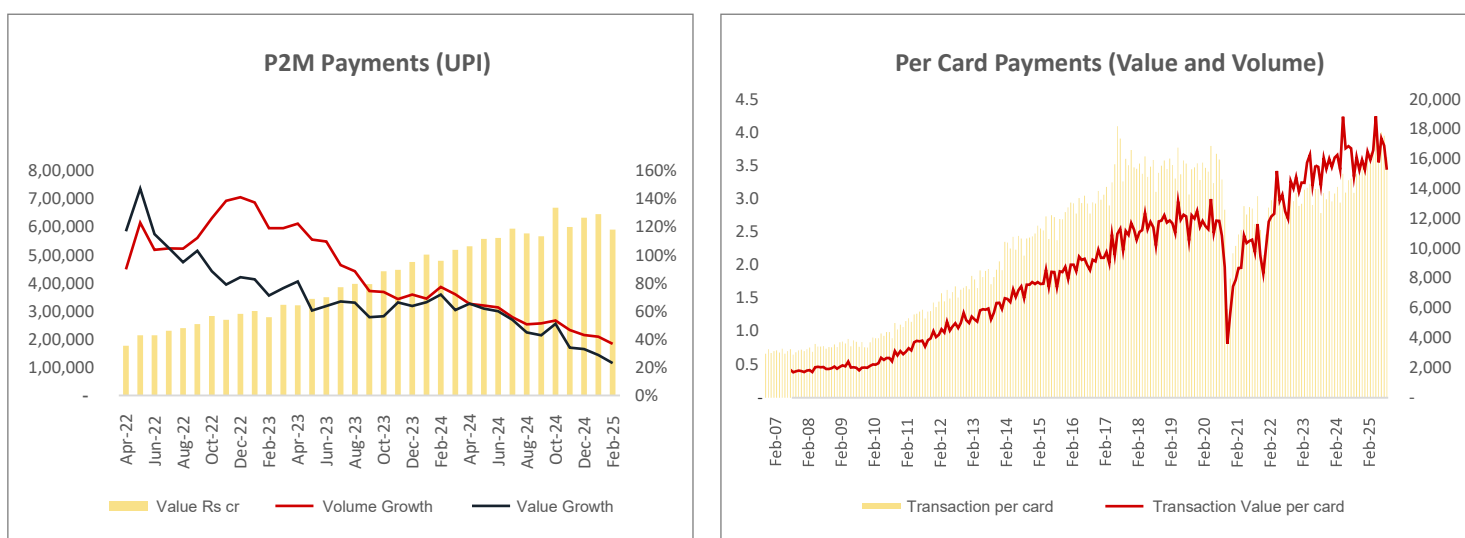 P2M Payments (UPI)
8,00,000
7,00,000
6,00,000
5,00,000
4,00,000
3,00,000
2,00,000
1,00,000
-
160%
140%
120%
100%
80%
60%
40%
20%
0%
Apr-22
Jun-22
Aug-22
Oct-22
Dec-22
Feb-23
Apr-23
Jun-23
Aug-23
Oct-23
Dec-23
Feb-24
Apr-24
Jun-24
Aug-24
Oct-24
Dec-24
Feb-25
Value Rs cr
Volume Growth
Value Growth
Per Card Payments (Value and Volume)
4.5
4.0
3.5
3.0
2.5
2.0
1.5
1.0
0.5
-
20,000
18,000
16,000
14,000
12,000
10,000
8,000
6,000
4,000
2,000
-
Feb-07
Feb-08
Feb-09
Feb-10
Feb-11
Feb-12
Feb-13
Feb-14
Feb-15
Feb-16
Feb-17
Feb-18
Feb-19
Feb-20
Feb-21
Feb-22
Feb-23
Feb-24
Feb-25
Transaction per card
Transaction Value per card